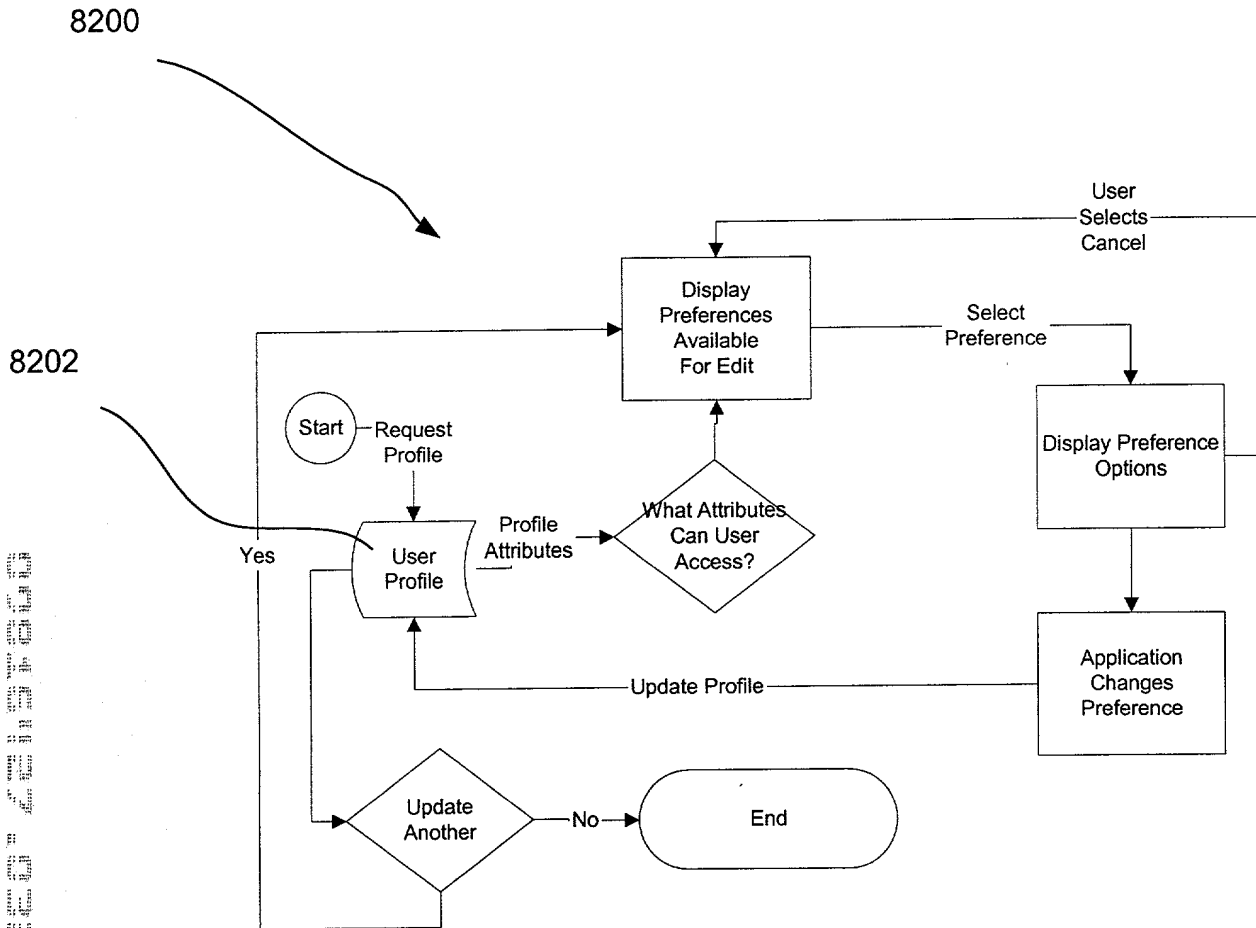 8200
User
Selects
Cancel
Display
Preferences
Available
For Edit
Select
Preference
8202
Start
Request
Profile
Display Preference
Options
What Attributes
Can User
Access?
Profile
Attributes
Yes
User
Profile
Application
Changes
Preference
Update Profile
Update
Another
No
End